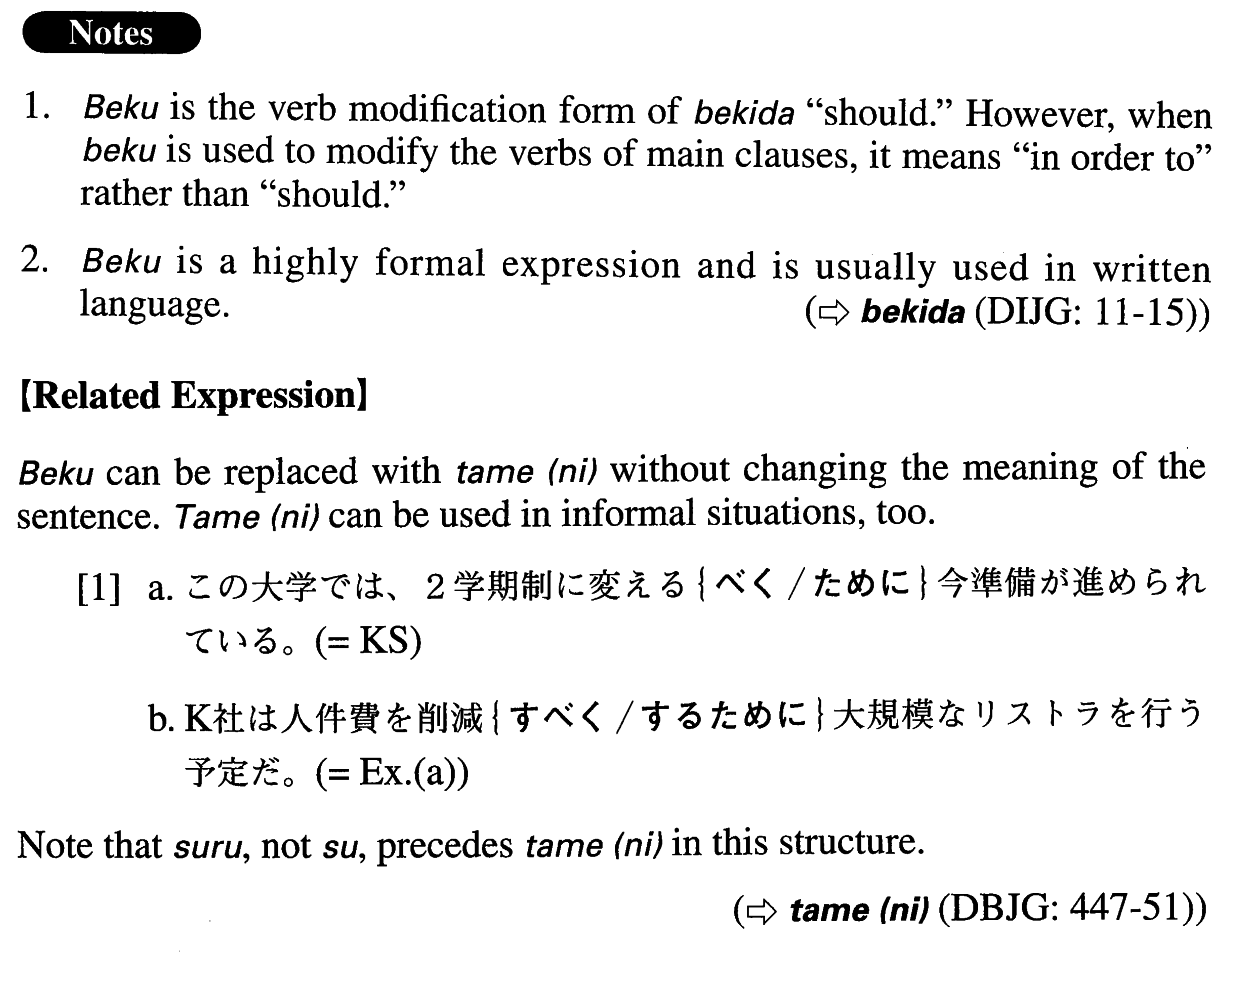 Notes
1. Beku is the verb modification form of bekida “should.” However, when
beku is used to modify the verbs of main clauses, it means “in order to”
rather than “should.”
2. Beku is a highly formal expression and is usually used in written
language. (⇨ bekida (DIJG: 11-15))
【Related Expression】
Beku can be replaced with tame (ni) without changing the meaning of the
sentence. Tame (ni) can be used in informal situations, too.
[1] a. この大学では、２学期制に変える{べく/ために}今準備が進められ
ている。(= KS)
b. K社は人件費を削減{すべく/するために}大規模なリストラを行う
予定だ。(= Ex.(a))
Note that suru, not su, precedes tame (ni) in this structure.
(⇨ tame (ni) (DBJG: 447-51))